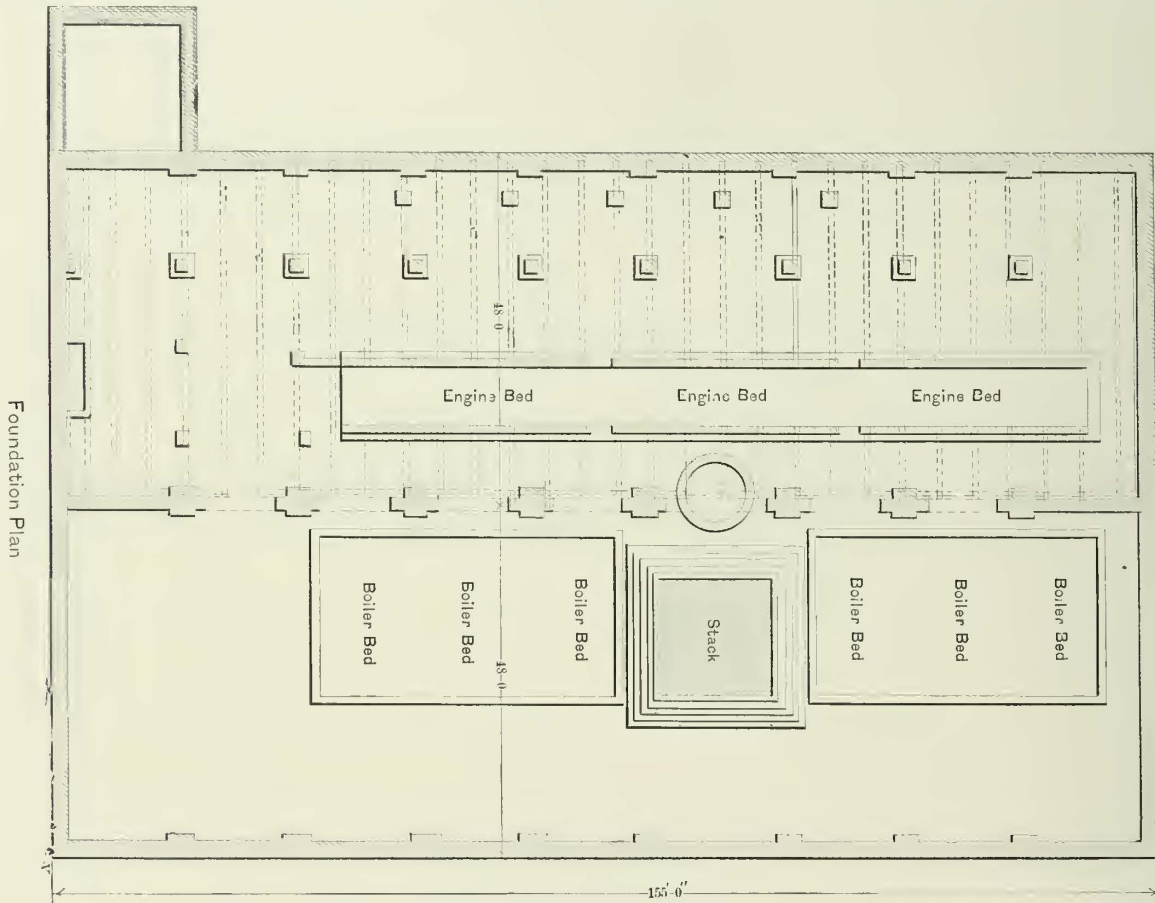 48-0
Engine Bed
Engine Bed
Engine Bed
Foundation Plan
Boiler Bed
Boiler Bed
Boiler Bed
Stack
Boiler Bed
Boiler Bed
Boiler Bed
48-0
155'-0"